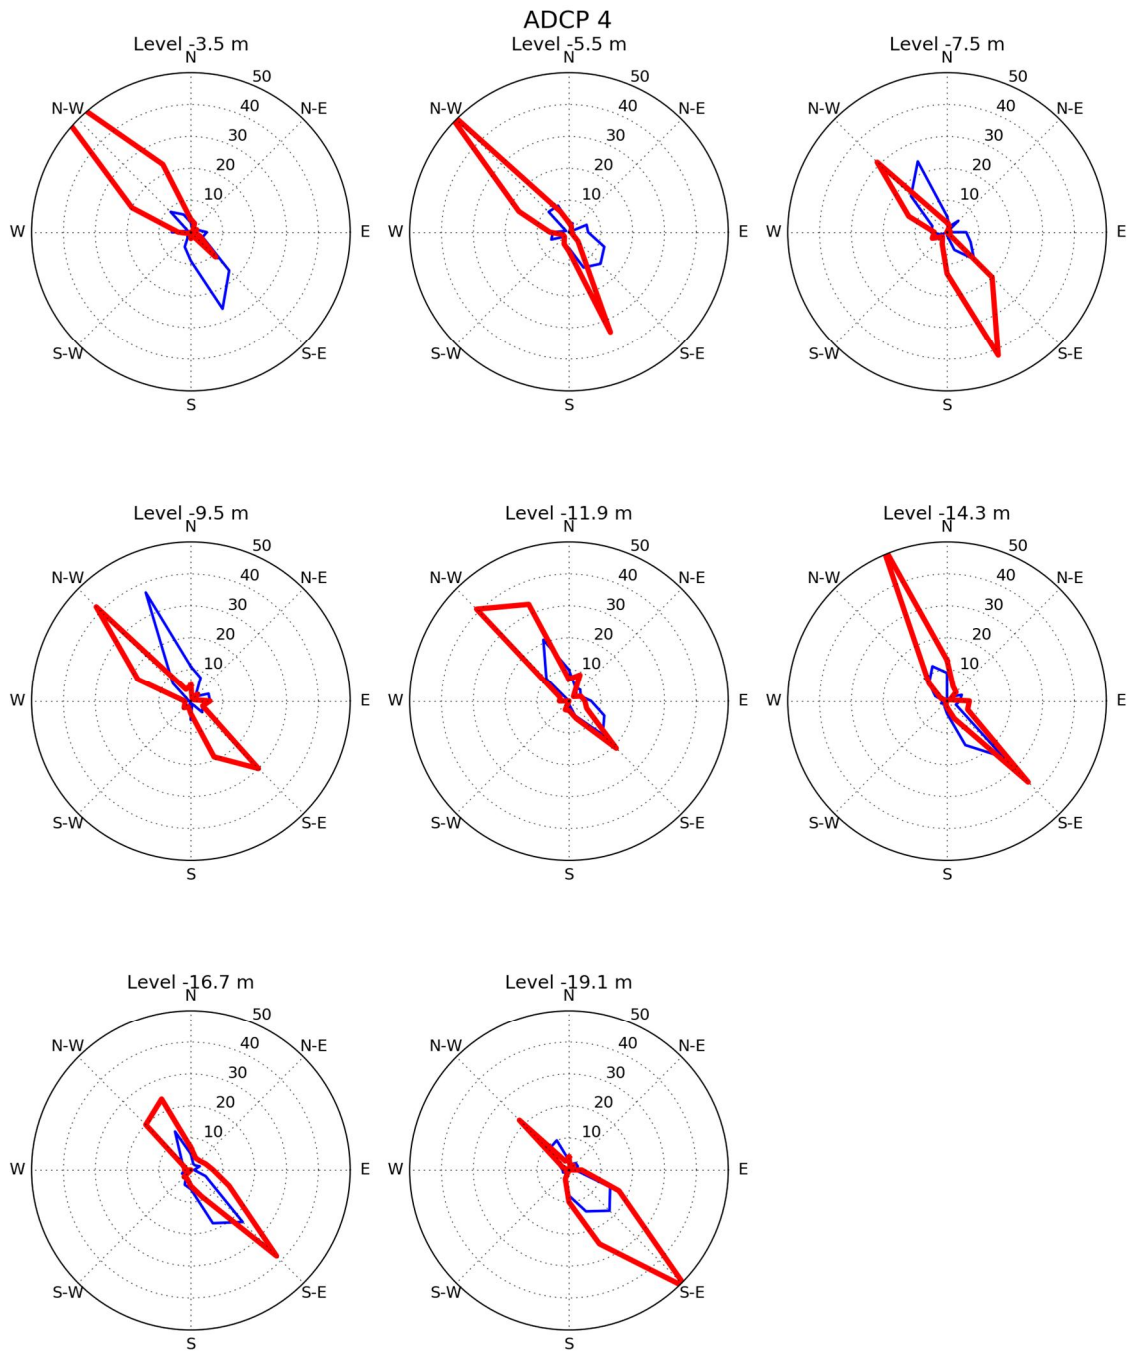 ADCP 4
Level -3.5 m
Level -5.5 m
Level -7.5 m
N
50
N
50
N
50
N-W
40
N-E
N-W
40
N-E
N-W
40
N-E
30
30
30
20
20
20
10
10
10
W
E
W
E
W
E
S-W
S-E
S-W
S-E
S-W
S-E
S
S
S
Level -9.5 m
Level -11.9 m
Level -14.3 m
N
50
N
50
N
50
N-W
40
N-E
N-W
40
N-E
N-W
40
N-E
30
30
30
20
20
20
10
10
10
W
E
W
E
W
E
S-W
S-E
S-W
S-E
S-W
S-E
S
S
S
Level -16.7 m
Level -19.1 m
N
50
N
50
N-W
40
N-E
N-W
40
N-E
30
30
20
20
10
10
W
E
W
E
S-W
S-E
S-W
S-E
S
S